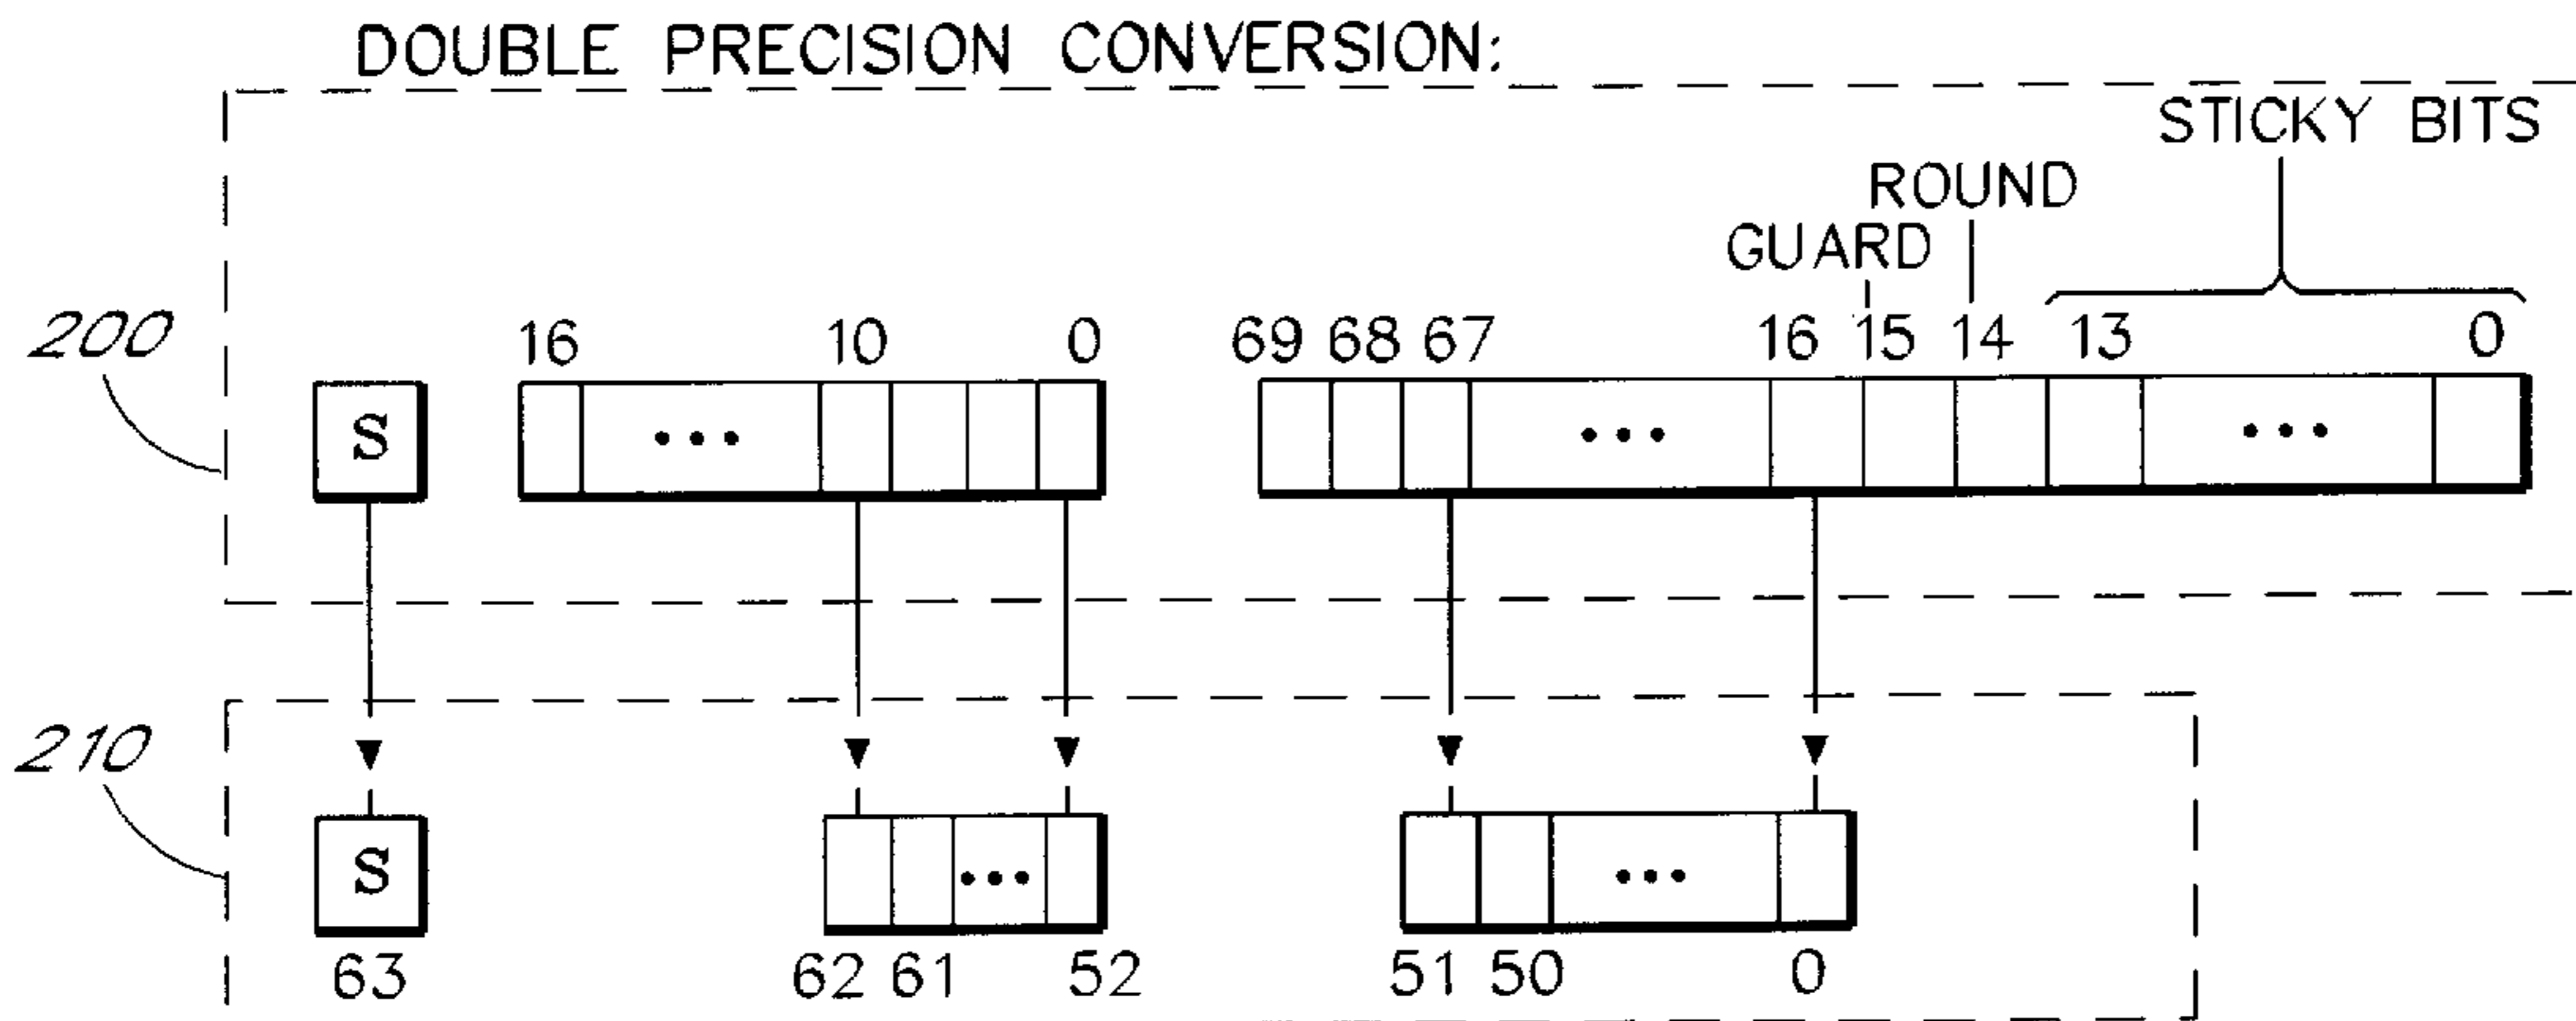 DOUBLE PRECISION CONVERSION:
STICKY BITS
ROUND
GUARD
200
16 10 0 69 68 67 16 15 14 13 0
S
210
S
63 62 61 52 51 50 0